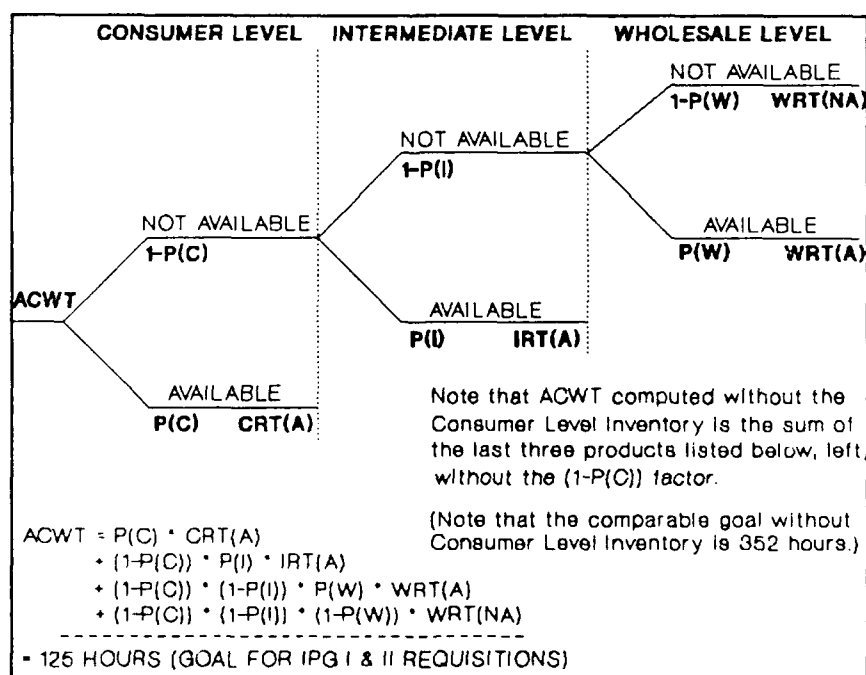 CONSUMER LEVEL INTERMEDIATE LEVEL WHOLESALE LEVEL
NOT AVAILABLE
1-P(W) WRT(NA)
NOT AVAILABLE
1-P(I)
NOT AVAILABLE
1-P(C)
AVAILABLE
P(W) WRT(A)
ACWT
AVAILABLE
P(I) IRT(A)
AVAILABLE
P(C) CRT(A)
Note that ACWT computed without the
Consumer Level Inventory is the sum of
the last three products listed below, left,
without the (1-P(C)) factor.
(Note that the comparable goal without
Consumer Level Inventory is 352 hours.)
ACWT = P(C) * CRT(A)
+ (1-P(C)) * P(I) * IRT(A)
+ (1-P(C)) * (1-P(I)) * P(W) * WRT(A)
+ (1-P(C)) * (1-P(I)) * (1-P(W)) * WRT(NA)
= 125 HOURS (GOAL FOR IPG I & II REQUISITIONS)